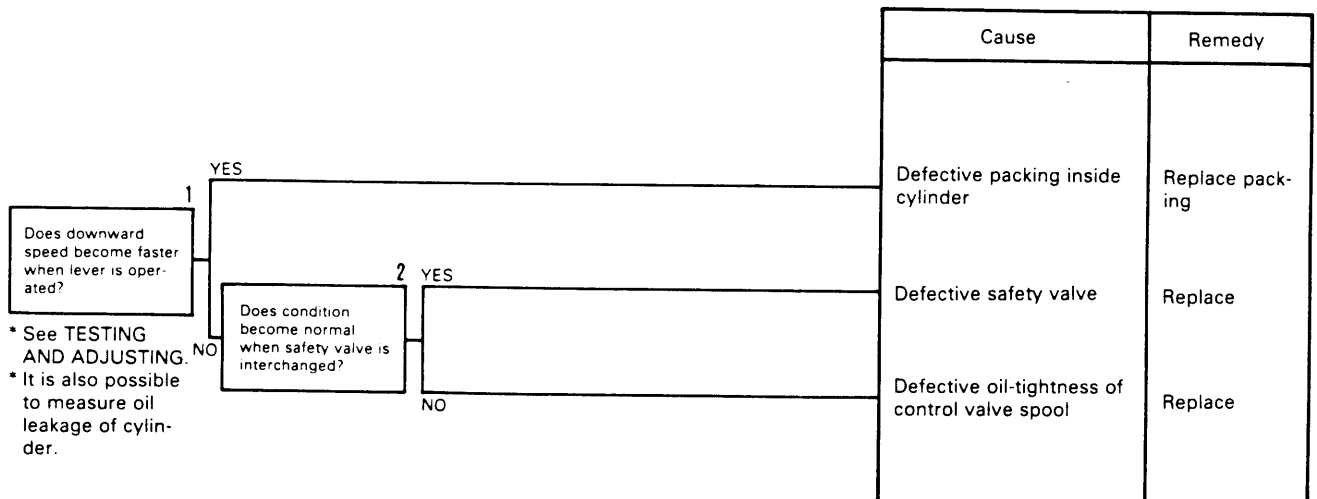 Cause
Remedy
YES
1
Does downward
speed become faster
when lever is oper-
ated?
* See TESTING
AND ADJUSTING.
* It is also possible
to measure oil
leakage of cylin-
der.
NO
2
YES
Does condition
become normal
when safety valve is
interchanged?
NO
Defective packing inside
cylinder
Replace pack-
ing
Defective safety valve
Replace
Defective oil-tightness of
control valve spool
Replace